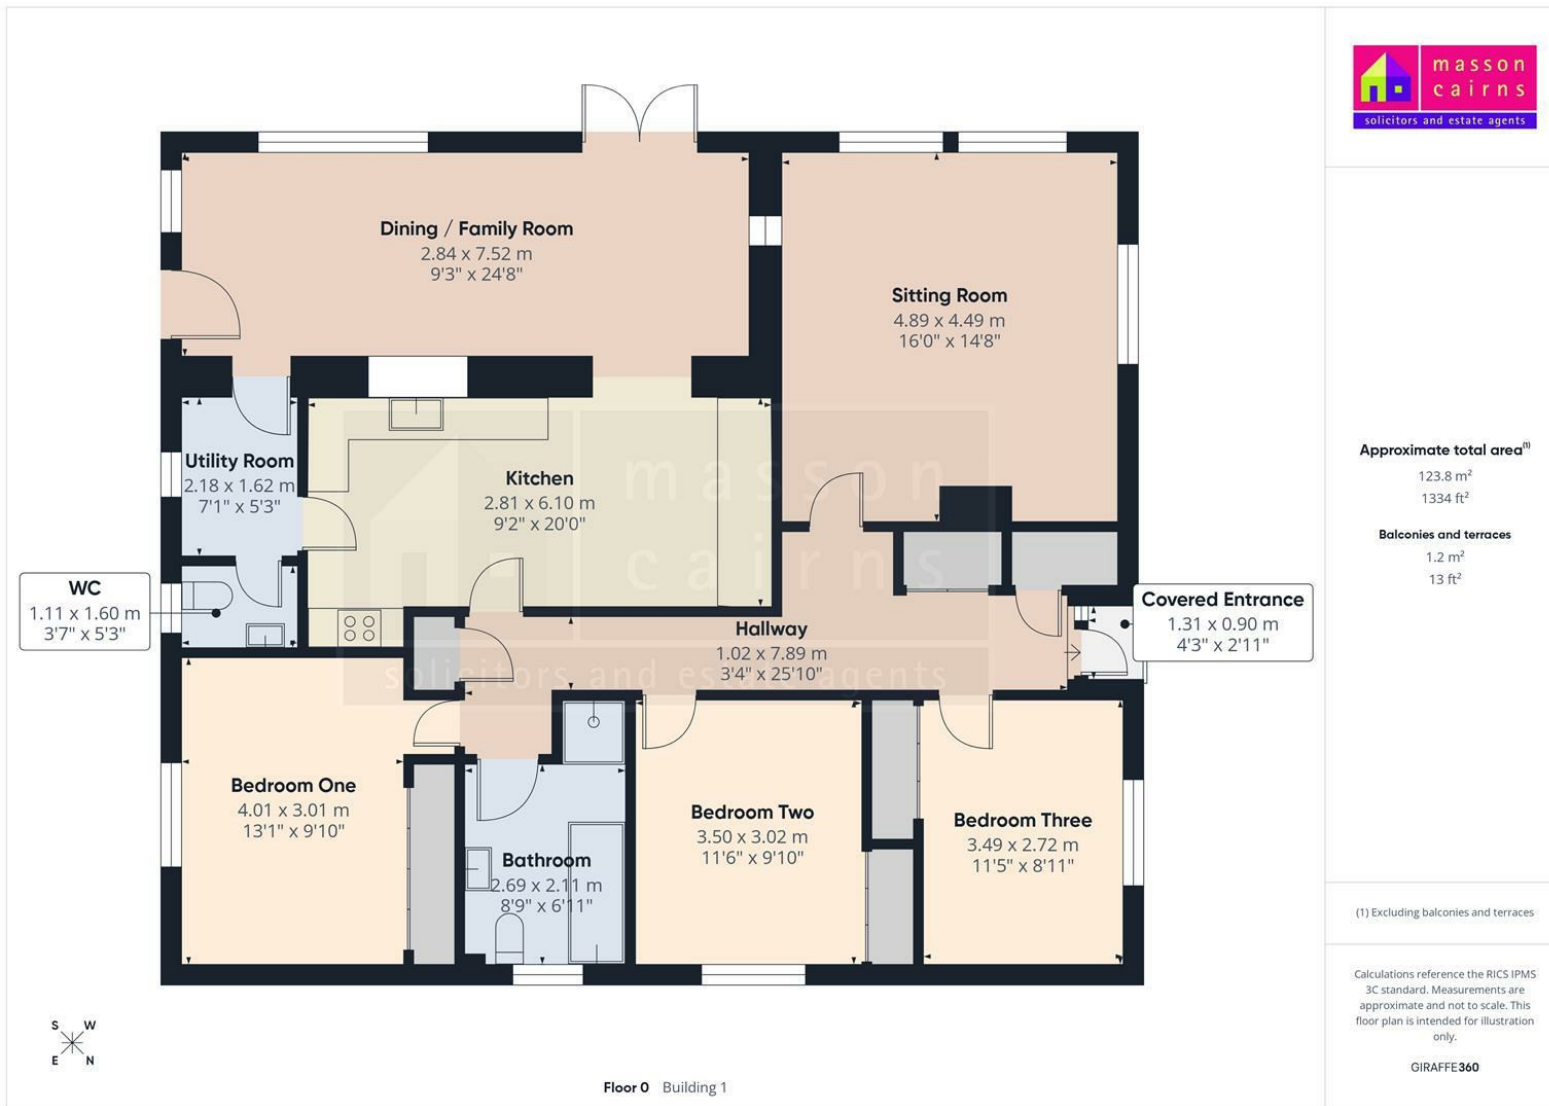 masson
cairns
solicitors and estate agents
Dining / Family Room
2.84 x 7.52 m
9'3" x 24'8"
Sitting Room
4.89 x 4.49 m
16'0" x 14'8"
Utility Room
2.18 x 1.62 m
7'1" x 5'3"
Kitchen
2.81 x 6.10 m
9'2" x 20'0"
masson
cairns
solicitors and estate agents
WC
1.11 x 1.60 m
3'7" x 5'3"
Hallway
1.02 x 7.89 m
3'4" x 25'10"
Covered Entrance
1.31 x 0.90 m
4'3" x 2'11"
Bedroom One
4.01 x 3.01 m
13'1" x 9'10"
Bathroom
2.69 x 2.11 m
8'9" x 6'11"
Bedroom Two
3.50 x 3.02 m
11'6" x 9'10"
Bedroom Three
3.49 x 2.72 m
11'5" x 8'11"
S W
E N
Floor 0 Building 1
Approximate total area(1)
123.8 m²
1334 ft²
Balconies and terraces
1.2 m²
13 ft²
(1) Excluding balconies and terraces
Calculations reference the RICS IPMS
3C standard. Measurements are
approximate and not to scale. This
floor plan is intended for illustration
only.
GIRAFFE360